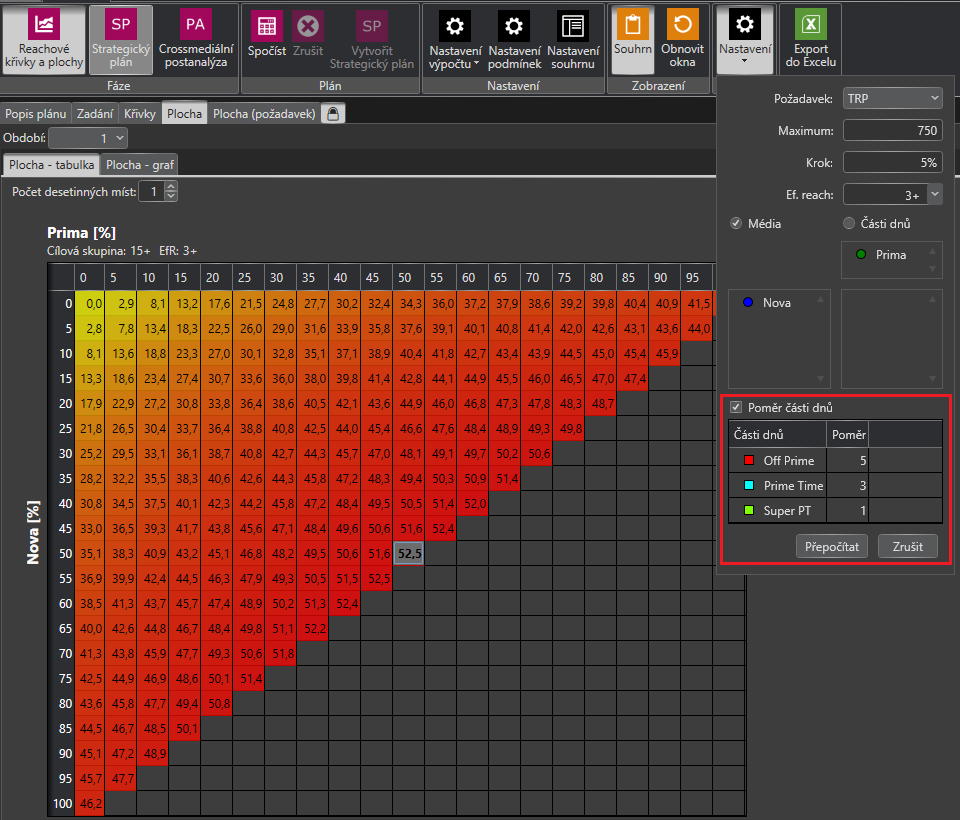 SP PA SP
Reachové křivky a plochy
Strategický plán
Crossmediální postanalýza
Fáze
Spočíst
Zrušit
Vytvořit Strategický plán
Plán
Nastavení výpočtu
Nastavení podmínek
Nastavení souhrnu
Nastavení
Souhrn
Obnovit okna
Zobrazení
Nastavení
Export do Excelu
Popis plánu Zadání Křivky Plocha Plocha (požadavek)
Období: 1
Plocha - tabulka Plocha - graf
Počet desetinných míst: 1
Prima [%]
Cílová skupina: 15+ EfR: 3+
Nova [%]
0 5 10 15 20 25 30 35 40 45 50 55 60 65 70 75 80 85 90 95
0 0,0 2,9 8,1 13,2 17,6 21,5 24,8 27,7 30,2 32,4 34,3 36,0 37,2 37,9 38,6 39,2 39,8 40,4 40,9 41,5
5 2,8 7,8 13,4 18,3 22,5 26,0 29,0 31,6 33,9 35,8 37,6 39,1 40,1 40,8 41,4 42,0 42,6 43,1 43,6 44,0
10 8,1 13,6 18,8 23,3 27,0 30,1 32,8 35,1 37,1 38,9 40,4 41,8 42,7 43,4 43,9 44,5 45,0 45,4 45,9
15 13,3 18,6 23,4 27,4 30,7 33,6 36,0 38,0 39,8 41,4 42,8 44,1 44,9 45,5 46,0 46,5 47,0 47,4
20 17,9 22,9 27,2 30,8 33,8 36,4 38,6 40,5 42,1 43,6 44,9 46,0 46,8 47,3 47,8 48,3 48,7
25 21,8 26,5 30,4 33,7 36,4 38,8 40,8 42,5 44,0 45,4 46,6 47,6 48,4 48,9 49,3 49,8
30 25,2 29,5 33,1 36,1 38,7 40,8 42,7 44,3 45,7 47,0 48,1 49,1 49,7 50,2 50,6
35 28,2 32,2 35,5 38,3 40,6 42,6 44,3 45,8 47,2 48,3 49,4 50,3 50,9 51,4
40 30,8 34,5 37,5 40,1 42,3 44,2 45,8 47,2 48,4 49,5 50,5 51,4 52,0
45 33,0 36,5 39,3 41,7 43,8 45,6 47,1 48,4 49,6 50,6 51,6 52,4
50 35,1 38,3 40,9 43,2 45,1 46,8 48,2 49,5 50,6 51,6 52,5
55 36,9 39,9 42,4 44,5 46,3 47,9 49,3 50,5 51,5 52,5
60 38,5 41,3 43,7 45,7 47,4 48,9 50,2 51,3 52,4
65 40,0 42,6 44,8 46,7 48,4 49,8 51,1 52,2
70 41,3 43,8 45,9 47,7 49,3 50,6 51,8
75 42,5 44,9 46,9 48,6 50,1 51,4
80 43,6 45,8 47,7 49,4 50,8
85 44,5 46,7 48,5 50,1
90 45,1 47,2 48,9
95 45,7 47,7
100 46,2
Požadavek: TRP
Maximum: 750
Krok: 5%
Ef. reach: 3+
Média Části dnů
Prima
Nova
Poměr části dnů
Části dnů Poměr
Off Prime 5
Prime Time 3
Super PT 1
Přepočítat Zrušit